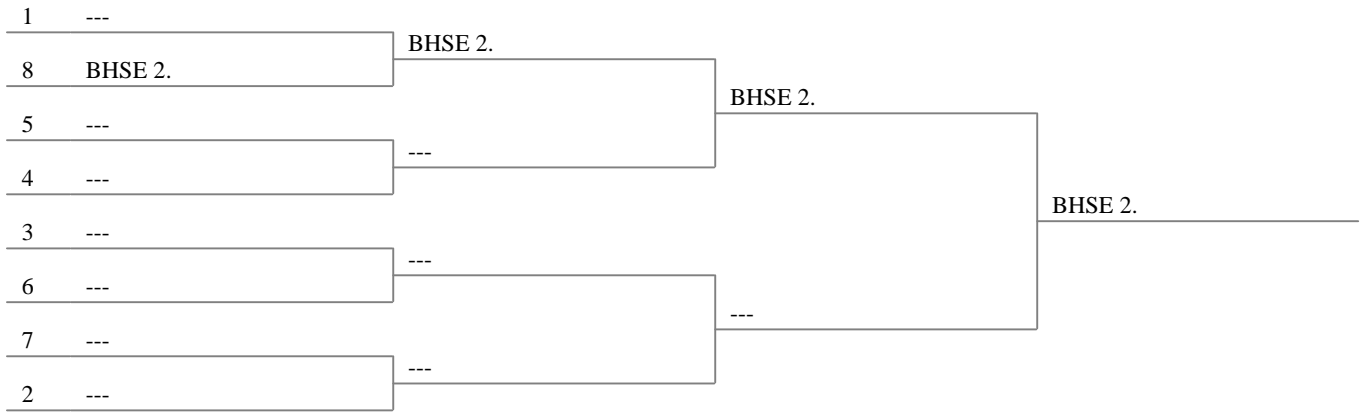 1 ---
BHSE 2.
8 BHSE 2.
BHSE 2.
5 ---
---
4 ---
BHSE 2.
3 ---
---
6 ---
---
7 ---
---
2 ---